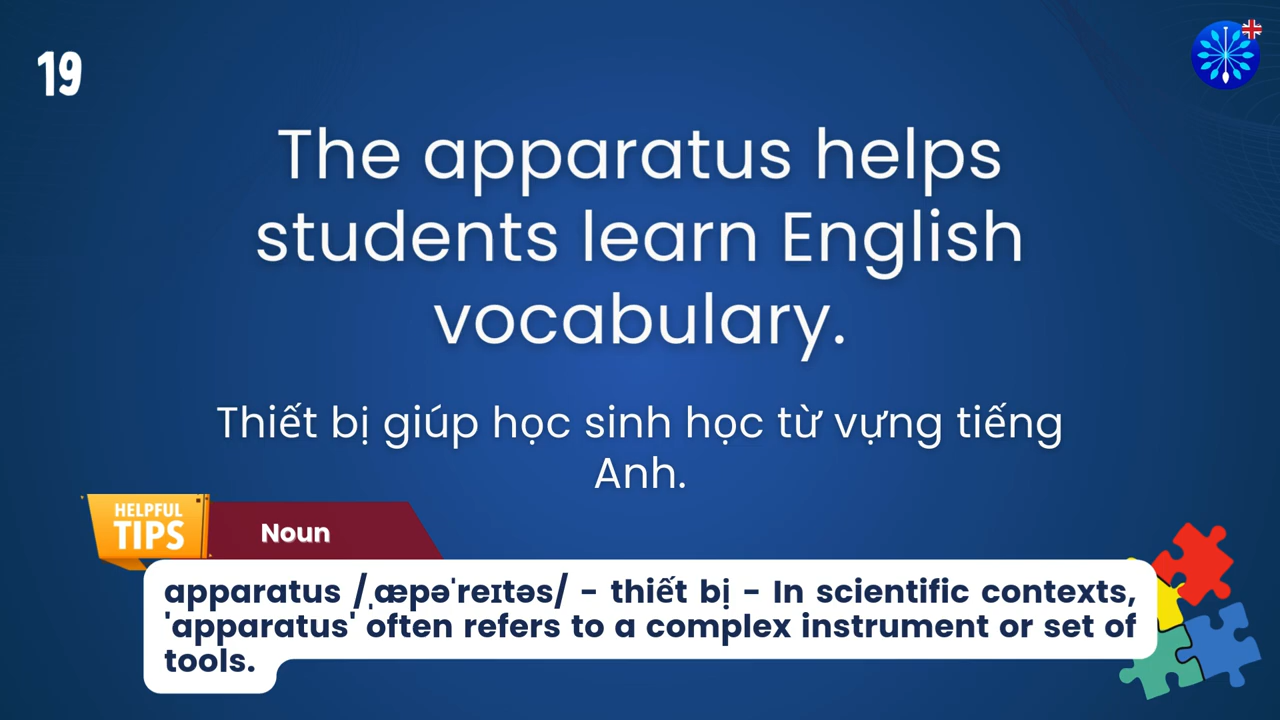 19
The apparatus helps
students learn English
vocabulary.
Thiết bị giúp học sinh học từ vựng tiếng
Anh.
HELPFUL
TIPS
Noun
apparatus /ˌæpəˈreɪtəs/ - thiết bị - In scientific contexts,
'apparatus' often refers to a complex instrument or set of
tools.